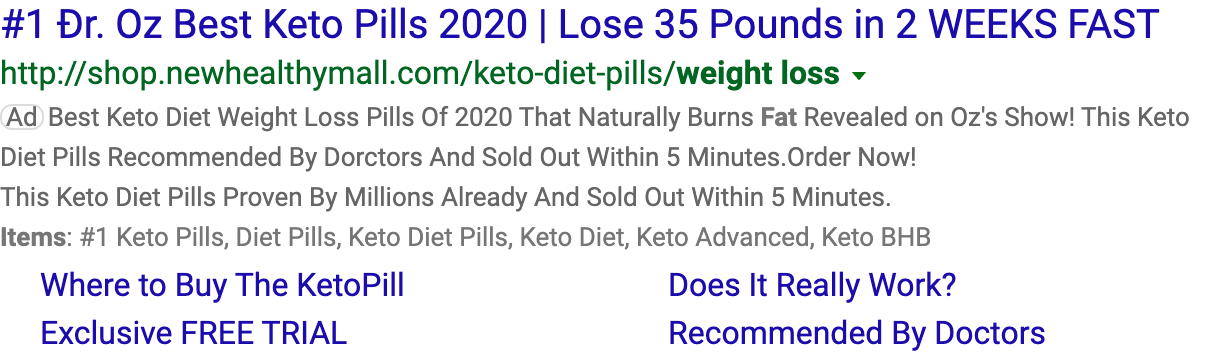 #1 Đr. Oz Best Keto Pills 2020 | Lose 35 Pounds in 2 WEEKS FAST
http://shop.newhealthymall.com/keto-diet-pills/weight loss
Ad Best Keto Diet Weight Loss Pills Of 2020 That Naturally Burns Fat Revealed on Oz's Show! This Keto
Diet Pills Recommended By Dorctors And Sold Out Within 5 Minutes.Order Now!
This Keto Diet Pills Proven By Millions Already And Sold Out Within 5 Minutes.
Items: #1 Keto Pills, Diet Pills, Keto Diet Pills, Keto Diet, Keto Advanced, Keto BHB
Where to Buy The KetoPill Does It Really Work?
Exclusive FREE TRIAL Recommended By Doctors